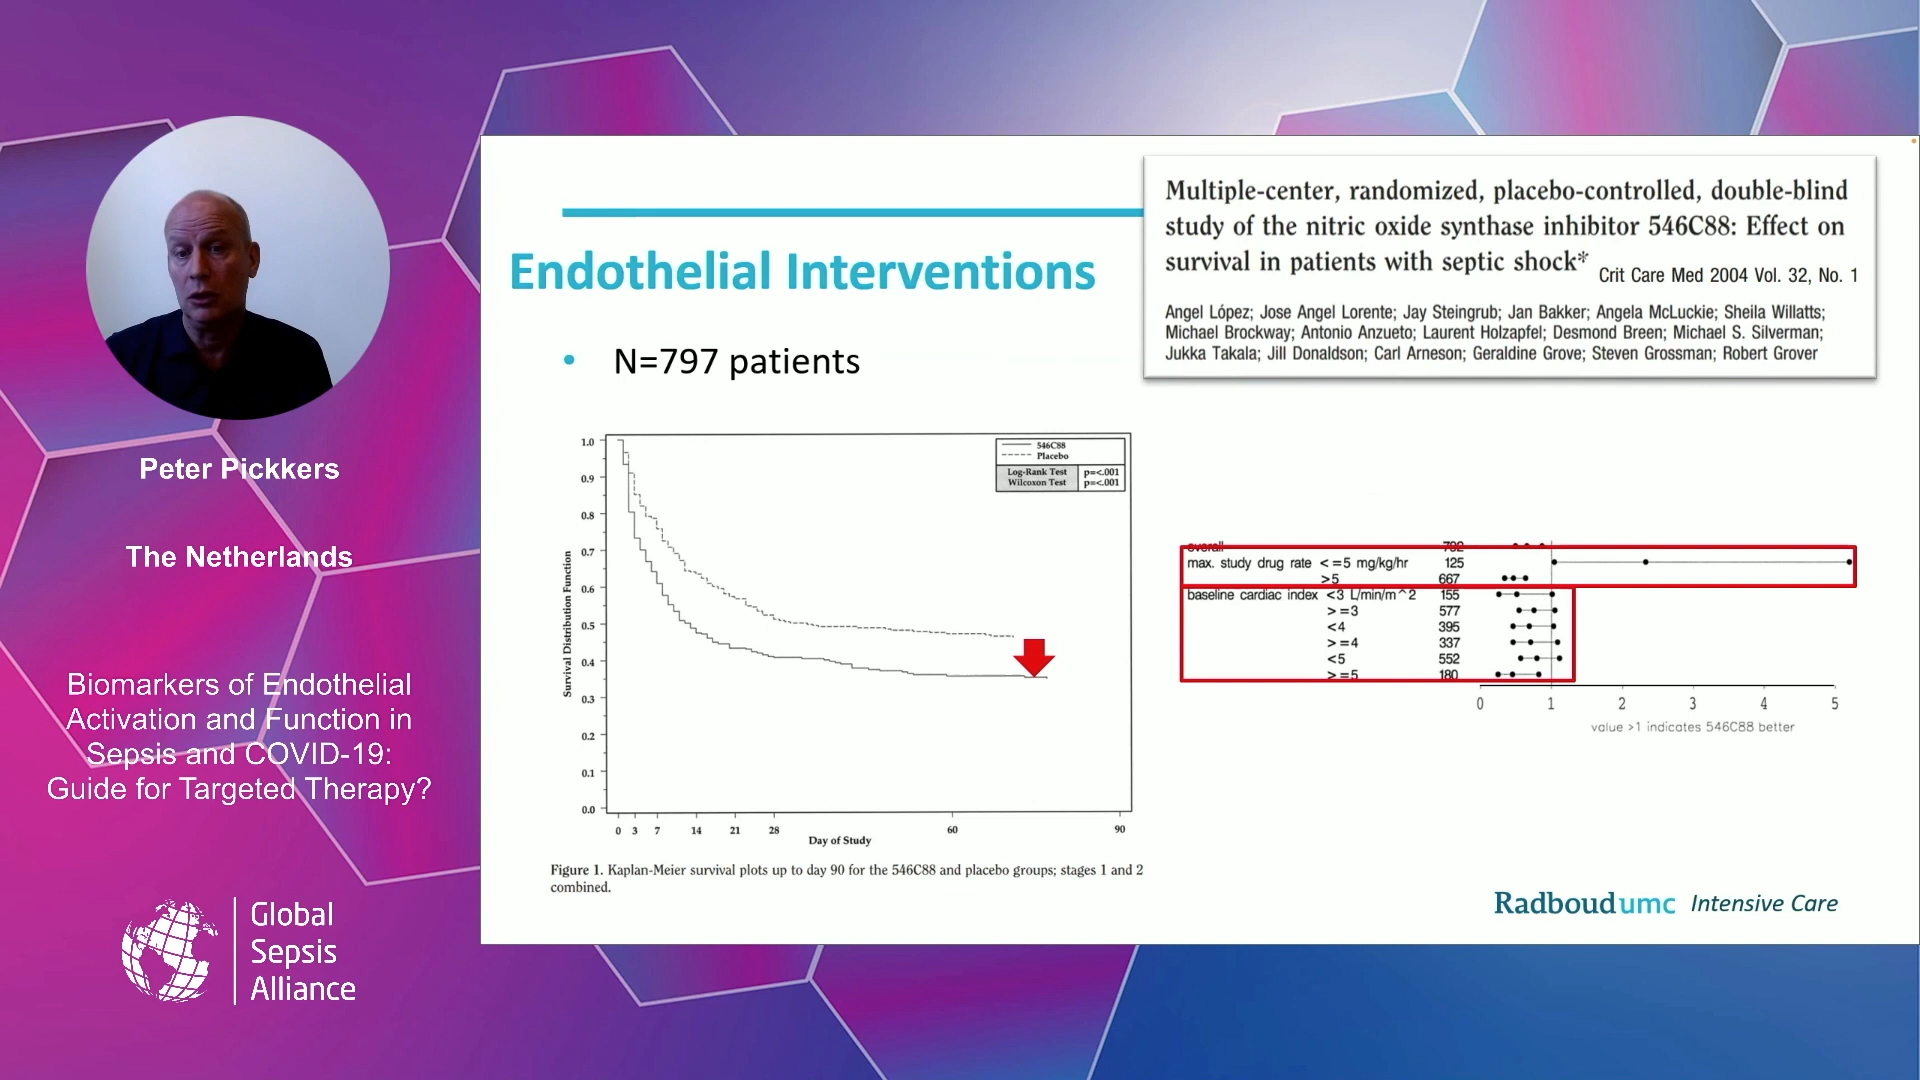 Peter Pickkers
The Netherlands
Biomarkers of Endothelial
Activation and Function in
Sepsis and COVID-19:
Guide for Targeted Therapy?
Global
Sepsis
Alliance
Multiple-center, randomized, placebo-controlled, double-blind
study of the nitric oxide synthase inhibitor 546C88: Effect on
survival in patients with septic shock*
Crit Care Med 2004 Vol. 32, No. 1
Angel López; Jose Angel Lorente; Jay Steingrub; Jan Bakker; Angela McLuckie; Sheila Willatts;
Michael Brockway; Antonio Anzueto; Laurent Holzapfel; Desmond Breen; Michael S. Silverman;
Jukka Takala; Jill Donaldson; Carl Arneson; Geraldine Grove; Steven Grossman; Robert Grover
Endothelial Interventions
• N=797 patients
546C88
Placebo
Log-Rank Test p=<.001
Wilcoxon Test p=<.001
Survival Distribution Function
1.0
0.9
0.8
0.7
0.6
0.5
0.4
0.3
0.2
0.1
0.0
0 3 7 14 21 28 60 90
Day of Study
Figure 1. Kaplan-Meier survival plots up to day 90 for the 546C88 and placebo groups; stages 1 and 2
combined.
overall 792
max. study drug rate <=5 mg/kg/hr 125
>5 667
baseline cardiac index <3 L/min/m^2 155
>=3 577
<4 395
>=4 337
<5 552
>=5 180
0 1 2 3 4 5
value >1 indicates 546C88 better
Radboudumc Intensive Care